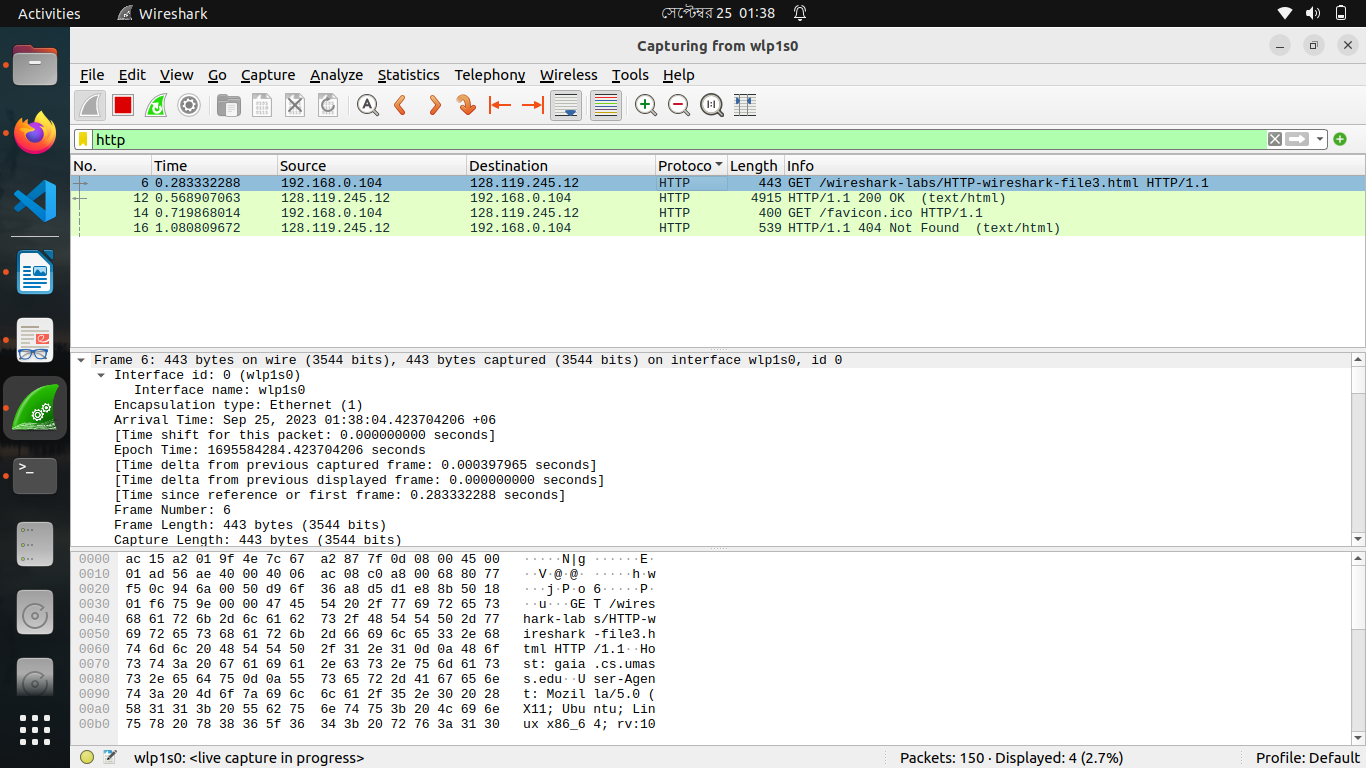 Activities Wireshark সেপ্টেম্বর 25 01:38
Capturing from wlp1s0
File Edit View Go Capture Analyze Statistics Telephony Wireless Tools Help
http
No. Time Source Destination Protoco Length Info
6 0.283332288 192.168.0.104 128.119.245.12 HTTP 443 GET /wireshark-labs/HTTP-wireshark-file3.html HTTP/1.1
12 0.568907063 128.119.245.12 192.168.0.104 HTTP 4915 HTTP/1.1 200 OK (text/html)
14 0.719868014 192.168.0.104 128.119.245.12 HTTP 400 GET /favicon.ico HTTP/1.1
16 1.080809672 128.119.245.12 192.168.0.104 HTTP 539 HTTP/1.1 404 Not Found (text/html)
Frame 6: 443 bytes on wire (3544 bits), 443 bytes captured (3544 bits) on interface wlp1s0, id 0
Interface id: 0 (wlp1s0)
Interface name: wlp1s0
Encapsulation type: Ethernet (1)
Arrival Time: Sep 25, 2023 01:38:04.423704206 +06
[Time shift for this packet: 0.000000000 seconds]
Epoch Time: 1695584284.423704206 seconds
[Time delta from previous captured frame: 0.000397965 seconds]
[Time delta from previous displayed frame: 0.000000000 seconds]
[Time since reference or first frame: 0.283332288 seconds]
Frame Number: 6
Frame Length: 443 bytes (3544 bits)
Capture Length: 443 bytes (3544 bits)
0000 ac 15 a2 01 9f 4e 7c 67 a2 87 7f 0d 08 00 45 00 ·····N|g ······E·
0010 01 ad 56 ae 40 00 40 06 ac 08 c0 a8 00 68 80 77 ··V·@·@· ·····h·w
0020 f5 0c 94 6a 00 50 d9 6f 36 a8 d5 d1 e8 8b 50 18 ···j·P·o 6·····P·
0030 01 f6 75 9e 00 00 47 45 54 20 2f 77 69 72 65 73 ··u···GE T /wires
0040 68 61 72 6b 2d 6c 61 62 73 2f 48 54 54 50 2d 77 hark-lab s/HTTP-w
0050 69 72 65 73 68 61 72 6b 2d 66 69 6c 65 33 2e 68 ireshark -file3.h
0060 74 6d 6c 20 48 54 54 50 2f 31 2e 31 0d 0a 48 6f tml HTTP /1.1··Ho
0070 73 74 3a 20 67 61 69 61 2e 63 73 2e 75 6d 61 73 st: gaia .cs.umas
0080 73 2e 65 64 75 0d 0a 55 73 65 72 2d 41 67 65 6e s.edu··U ser-Agen
0090 74 3a 20 4d 6f 7a 69 6c 6c 61 2f 35 2e 30 20 28 t: Mozil la/5.0 (
00a0 58 31 31 3b 20 55 62 75 6e 74 75 3b 20 4c 69 6e X11; Ubu ntu; Lin
00b0 75 78 20 78 38 36 5f 36 34 3b 20 72 76 3a 31 30 ux x86_6 4; rv:10
wlp1s0: <live capture in progress> Packets: 150 · Displayed: 4 (2.7%) Profile: Default